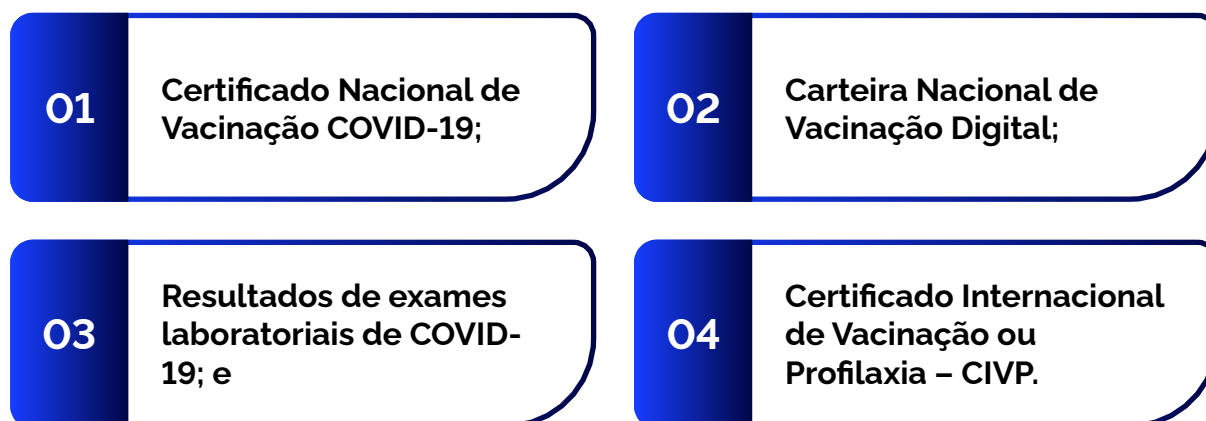 01
Certificado Nacional de
Vacinação COVID-19;
02
Carteira Nacional de
Vacinação Digital;
03
Resultados de exames
laboratoriais de COVID-
19; e
04
Certificado Internacional
de Vacinação ou
Profilaxia – CIVP.